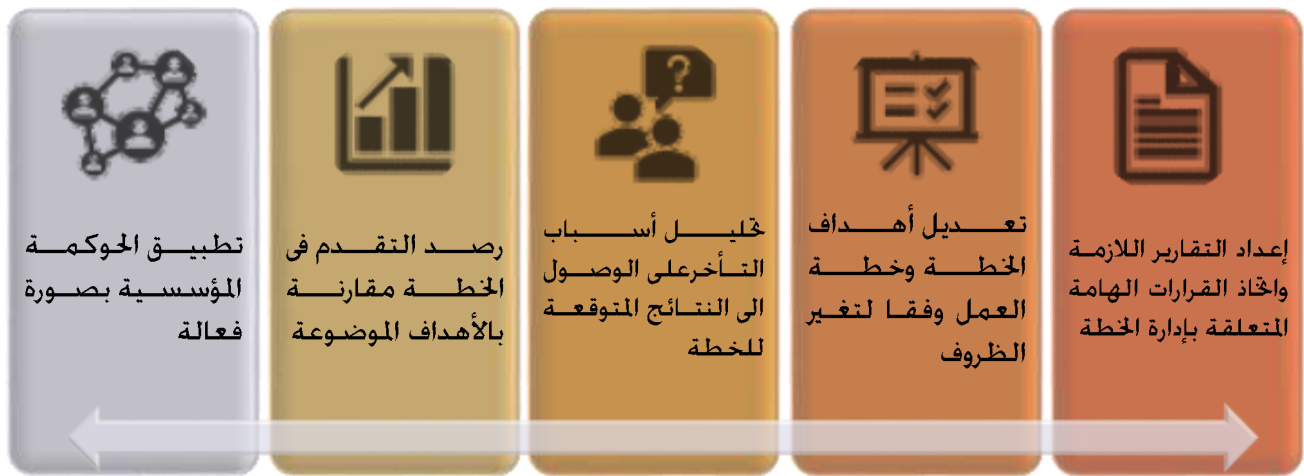 إعداد التقارير اللازمة
واتخاذ القرارات الهامة
المتعلقة بإدارة الخطة
تعديل أهداف
الخطة وخطة
العمل وفقا لتغير
الظروف
تحليل أسباب
التأخرعلى الوصول
الى النتائج المتوقعة
للخطة
رصد التقدم فى
الخطة مقارنة
بالأهداف الموضوعة
تطبيق الحوكمة
المؤسسية بصورة
فعالة